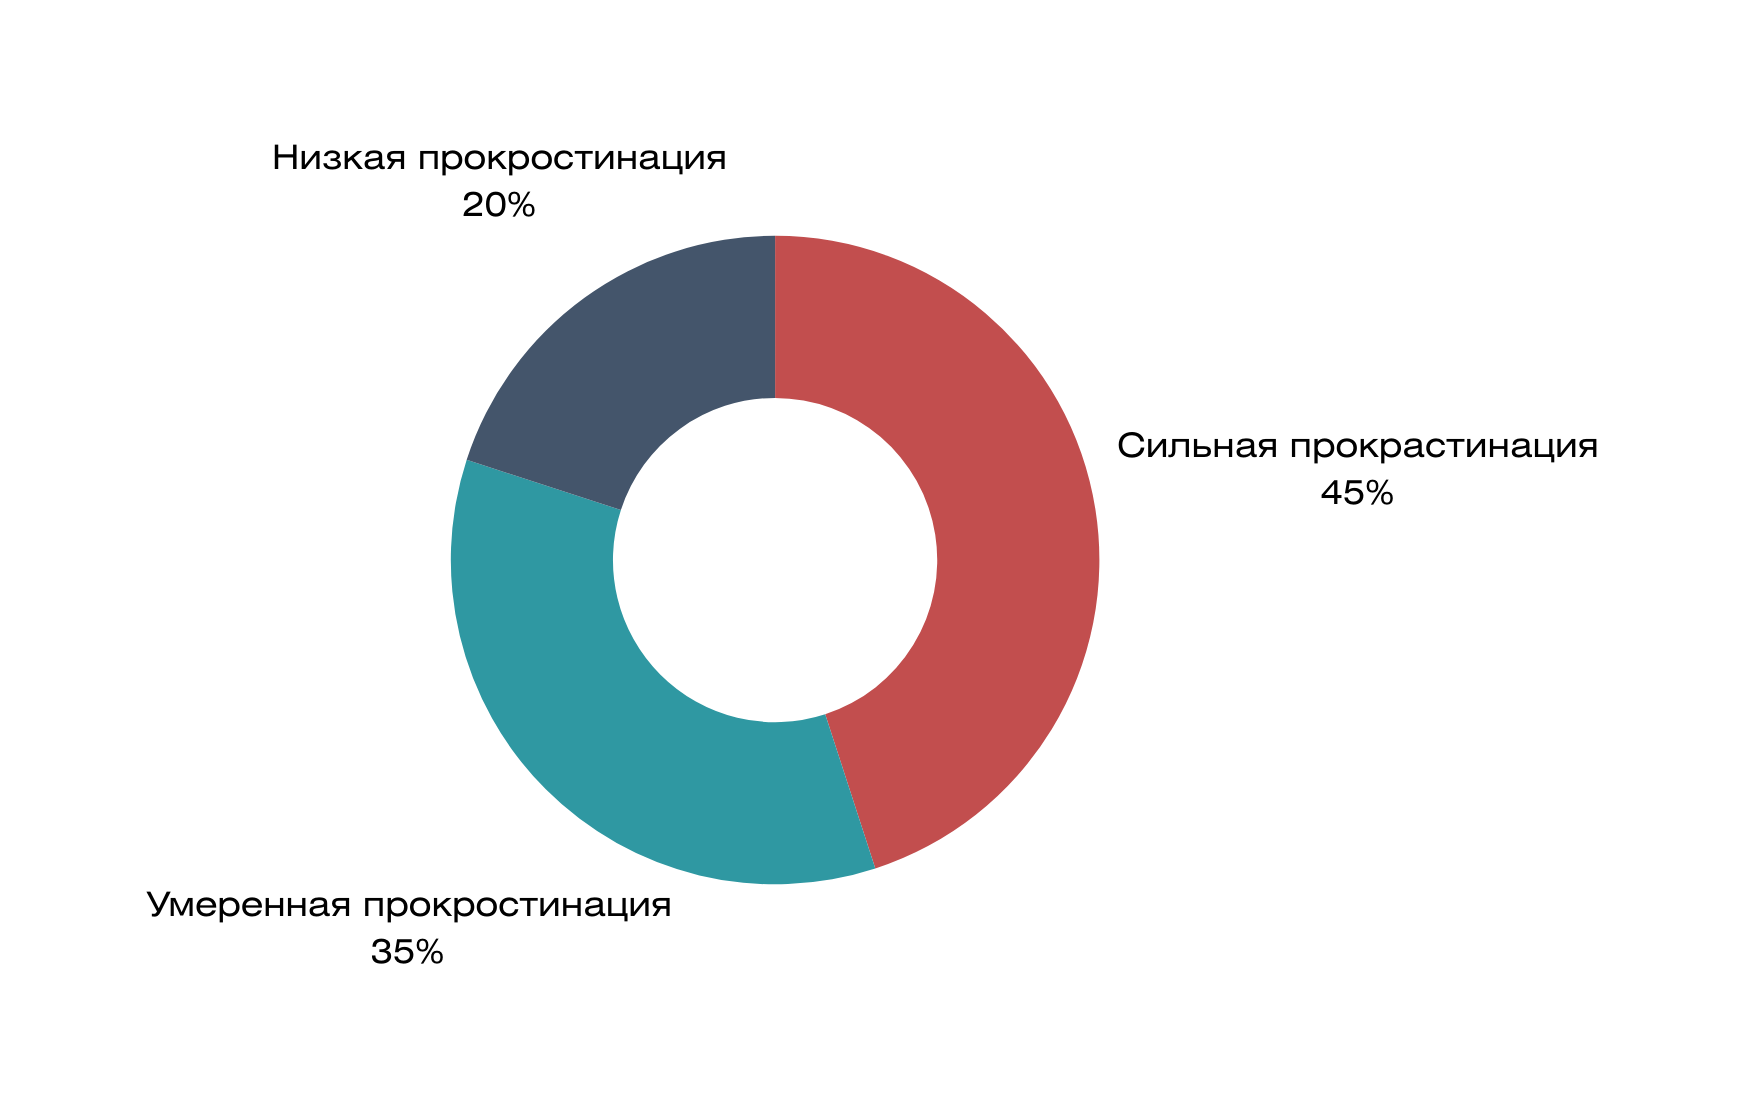 Низкая прокростинация
20%
Сильная прокрастинация
45%
Умеренная прокростинация
35%